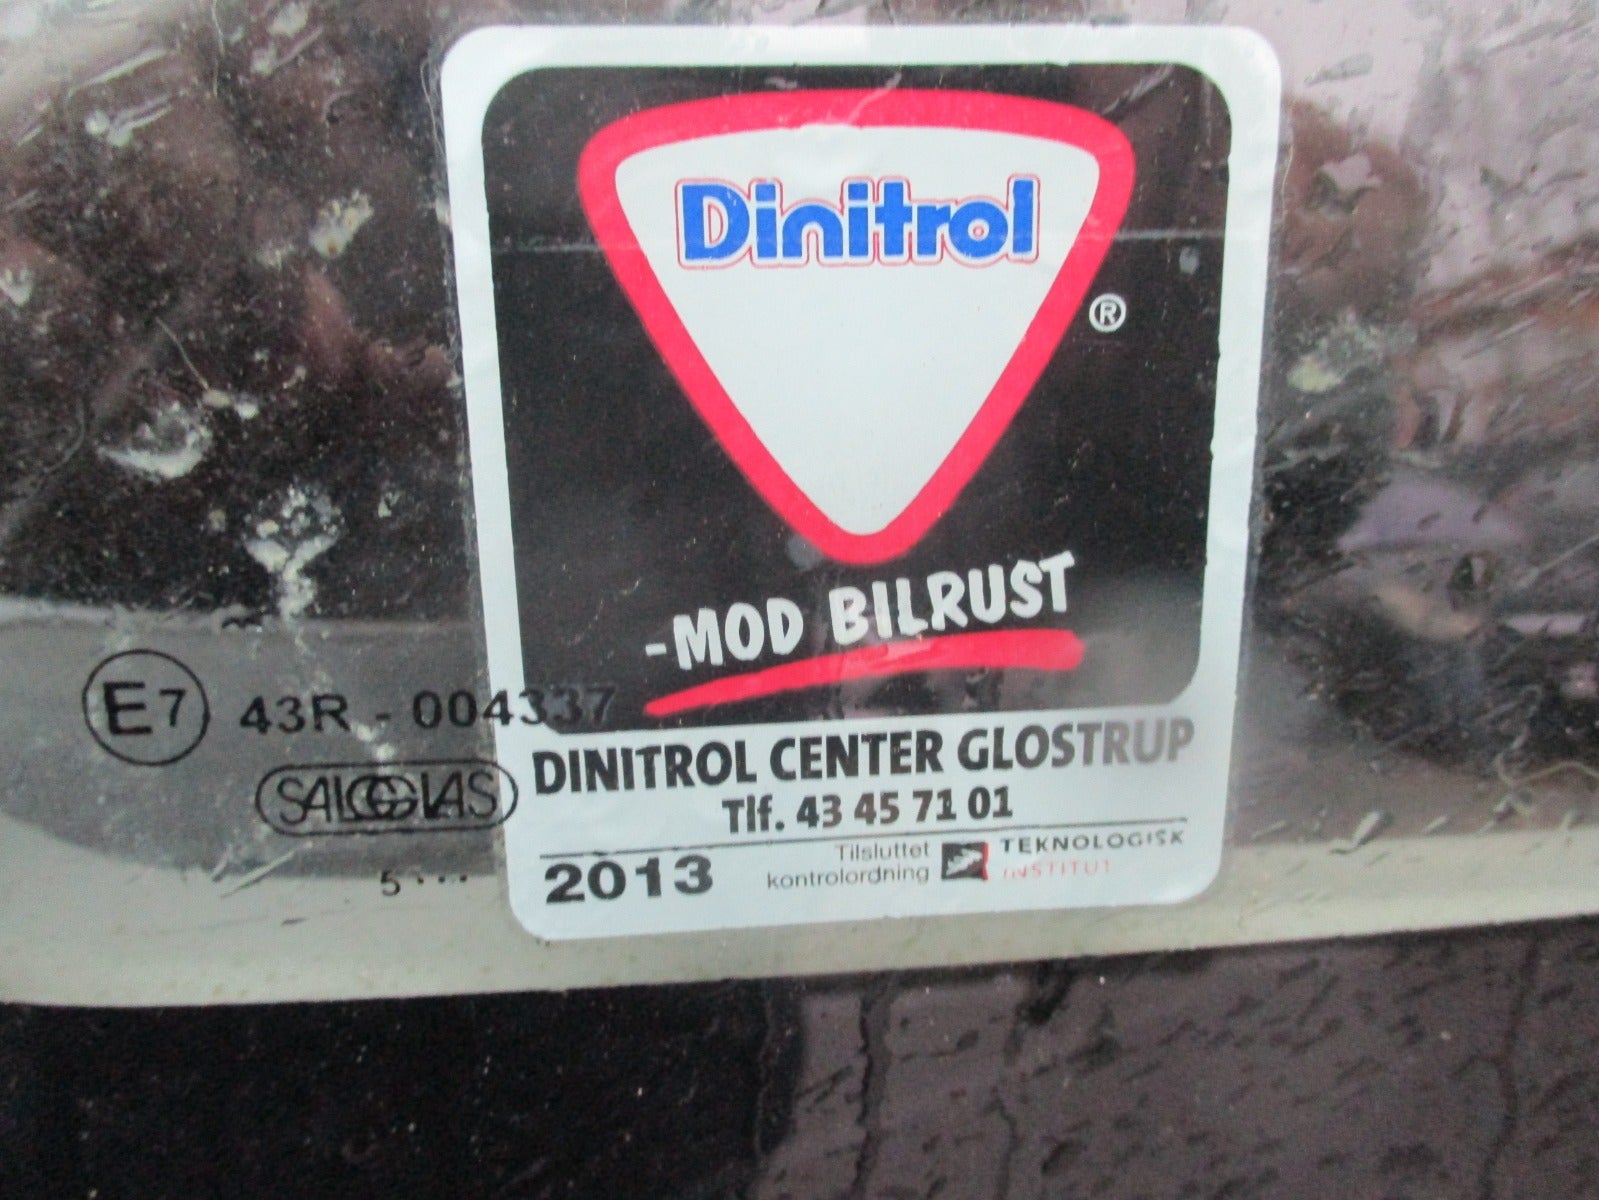 Dinitrol
®
-MOD BILRUST
E7 43R - 004337
SALGGLAS
DINITROL CENTER GLOSTRUP
Tlf. 43 45 71 01
2013
Tilsluttet
kontrolordning
TEKNOLOGISK
INSTITUT
5